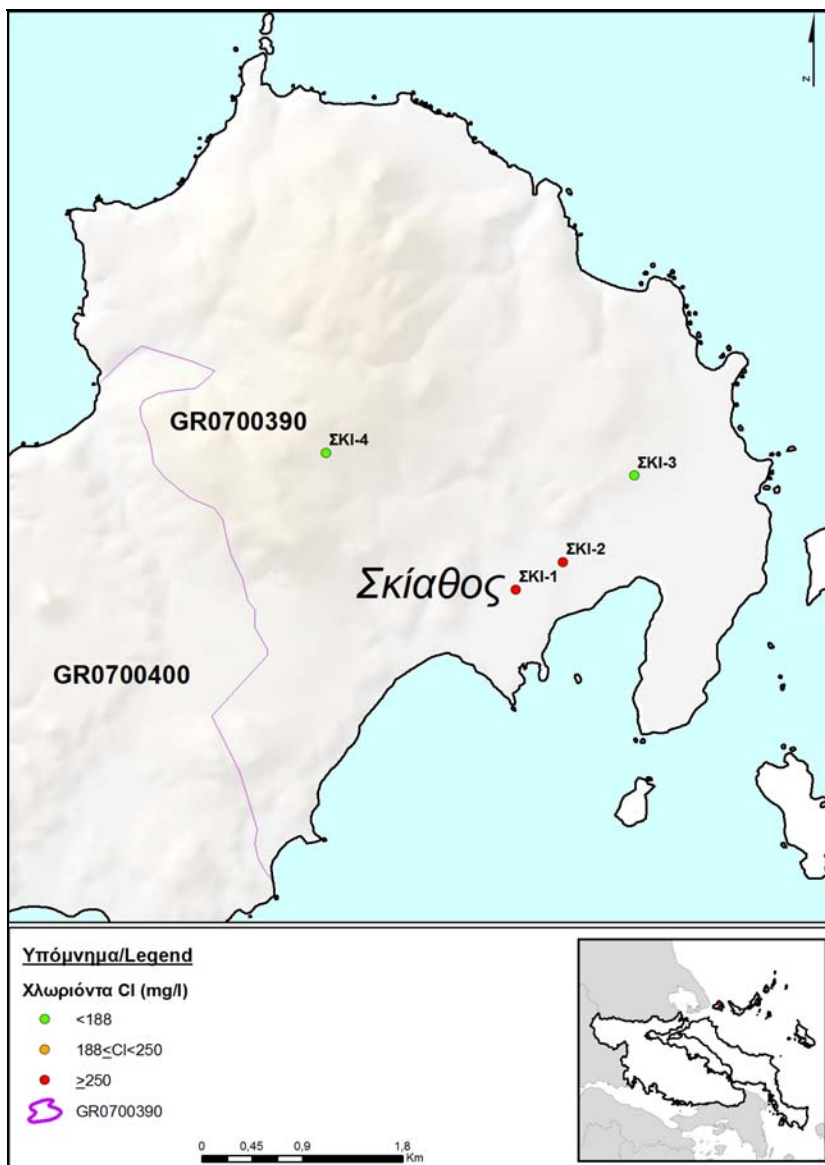 z
GR0700390
ΣΚΙ-4
ΣΚΙ-3
ΣΚΙ-2
ΣΚΙ-1
Σκίαθος
GR0700400
Υπόμνημα/Legend
Χλωριόντα Cl (mg/l)
<188
188≤Cl<250
≥250
GR0700390
0 0,45 0,9 1,8
Km